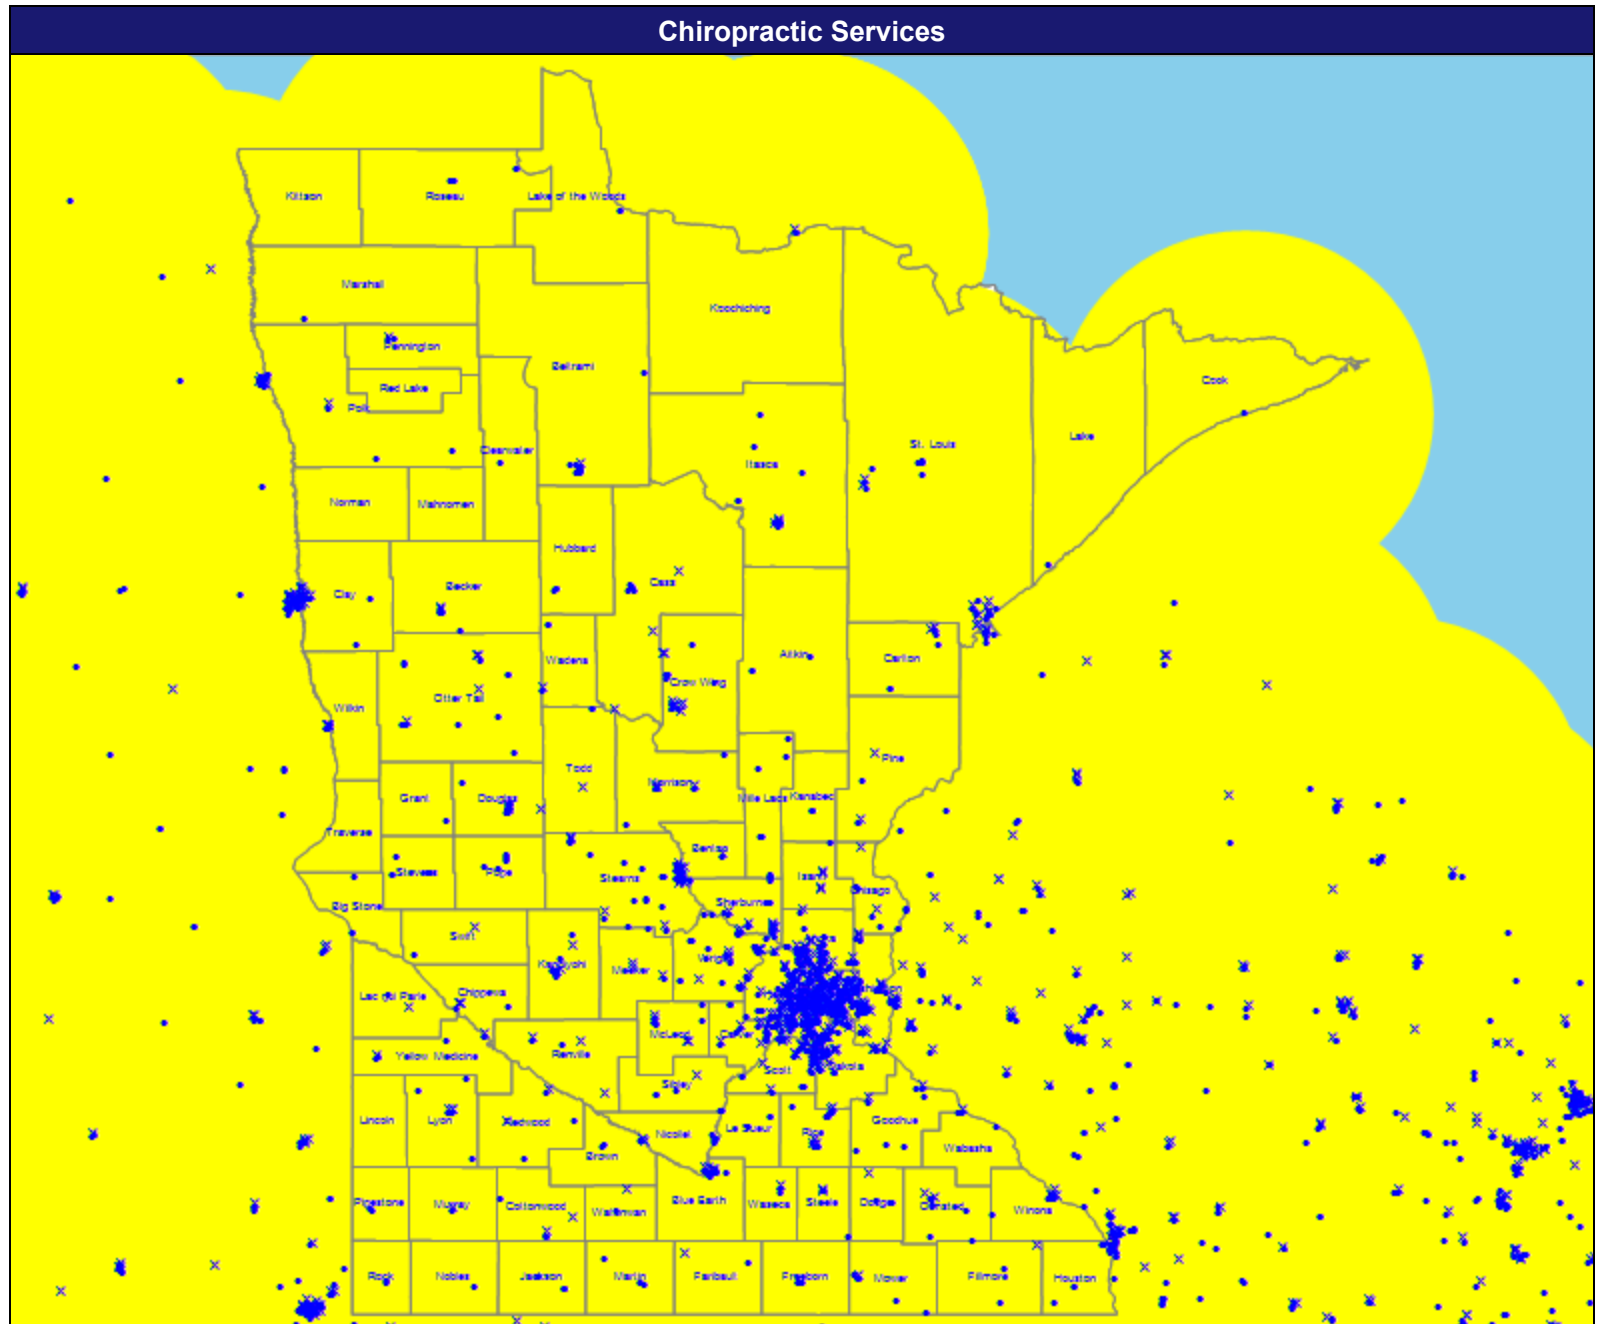 Chiropractic Services
Kittson
Roseau
Lake of the Woods
Marshall
Koochiching
Pennington
Beltrami
Red Lake
Cook
Polk
Lake
St. Louis
Clearwater
Itasca
Norman
Mahnomen
Hubbard
Cass
Becker
Clay
Aitkin
Carlton
Wadena
Crow Wing
Otter Tail
Wilkin
Pine
Todd
Morrison
Mille Lacs
Kanabec
Grant
Douglas
Traverse
Benton
Stevens
Pope
Stearns
Isanti
Chisago
Big Stone
Sherburne
Swift
Kandiyohi
Wright
Meeker
Lac qui Parle
Chippewa
McLeod
Carver
Yellow Medicine
Renville
Scott
Dakota
Sibley
Lincoln
Lyon
Redwood
Nicollet
Le Sueur
Rice
Goodhue
Wabasha
Brown
Pipestone
Murray
Cottonwood
Watonwan
Blue Earth
Waseca
Steele
Dodge
Olmsted
Winona
Rock
Nobles
Jackson
Martin
Faribault
Freeborn
Mower
Fillmore
Houston